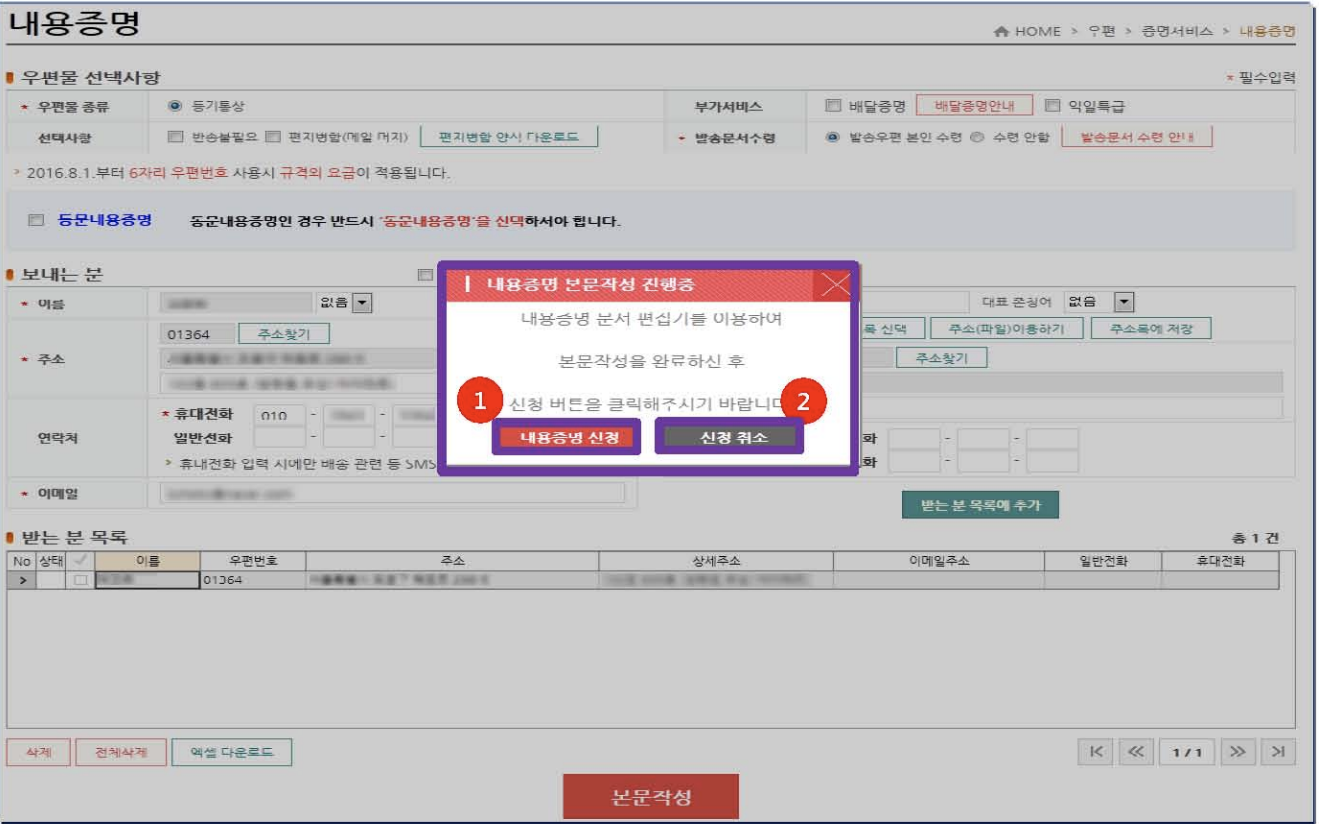 내용증명
HOME > 우편 > 증명서비스 > 내용증명
우편물 선택사항
* 필수입력
* 우편물 종류 등기통상 부가서비스 배달증명 배달증명안내 익일특급
선택사항 반송불필요 편지병합(메일 머지) 편지병합 양식 다운로드 * 발송문서수령 발송우편 본인 수령 수령 안함 발송문서 수령 안내
> 2016.8.1.부터 6자리 우편번호 사용시 규격외 요금이 적용됩니다.
동문내용증명 동문내용증명인 경우 반드시 '동문내용증명'을 선택하셔야 합니다.
보내는 분
* 이름 없음 대표 존칭어 없음
01364 주소찾기 록 선택 주소(파일)이용하기 주소록에 저장
* 주소 주소찾기
내용증명 본문작성 진행중
내용증명 문서 편집기를 이용하여
본문작성을 완료하신 후
신청 버튼을 클릭해주시기 바랍니다
1 2
내용증명 신청 신청 취소
연락처
* 휴대전화 010 - - 화 - -
일반전화 - - 화 - -
> 휴대전화 입력 시에만 배송 관련 등 SMS
* 이메일
받는 분 목록에 추가
받는 분 목록
총 1 건
No 상태 이름 우편번호 주소 상세주소 이메일주소 일반전화 휴대전화
> 01364
삭제 전체삭제 엑셀 다운로드 1 / 1
본문작성